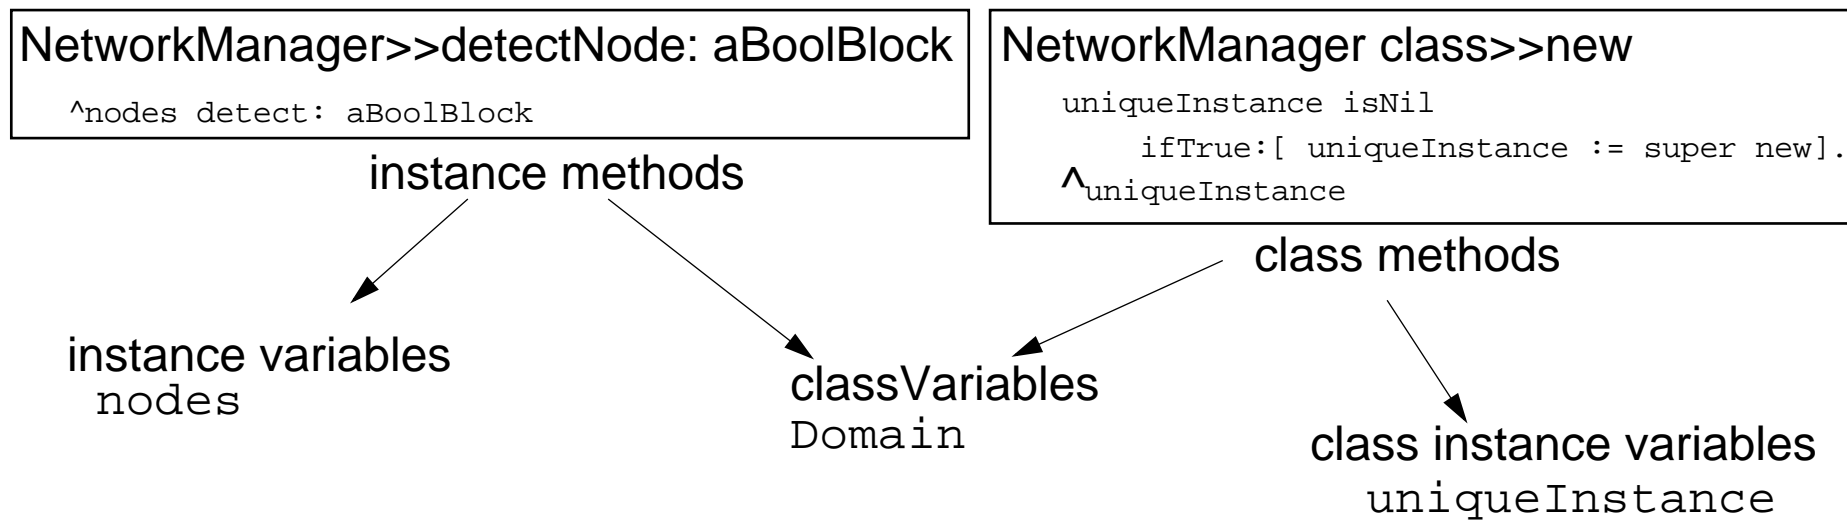 NetworkManager>>detectNode: aBoolBlock
^nodes detect: aBoolBlock
NetworkManager class>>new
uniqueInstance isNil
ifTrue:[ uniqueInstance := super new].
^uniqueInstance
instance methods
class methods
instance variables
nodes
classVariables
Domain
class instance variables
uniqueInstance